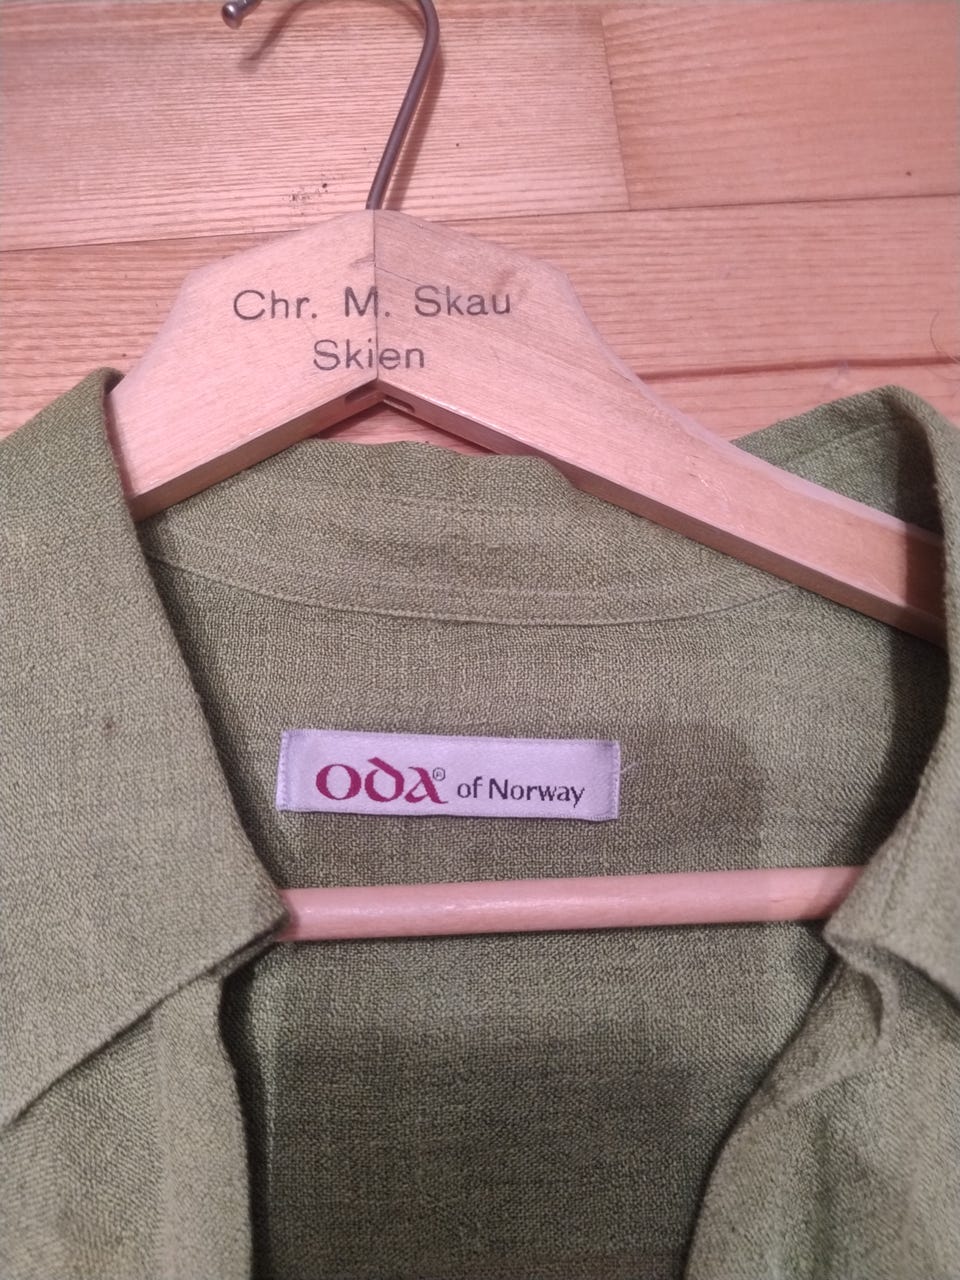 Chr. M. Skau
Skien
ODA® of Norway